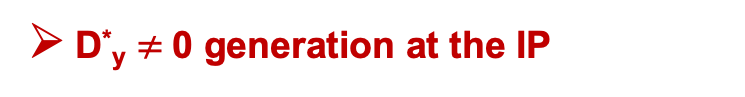 ➢ D*y ≠ 0 generation at the IP